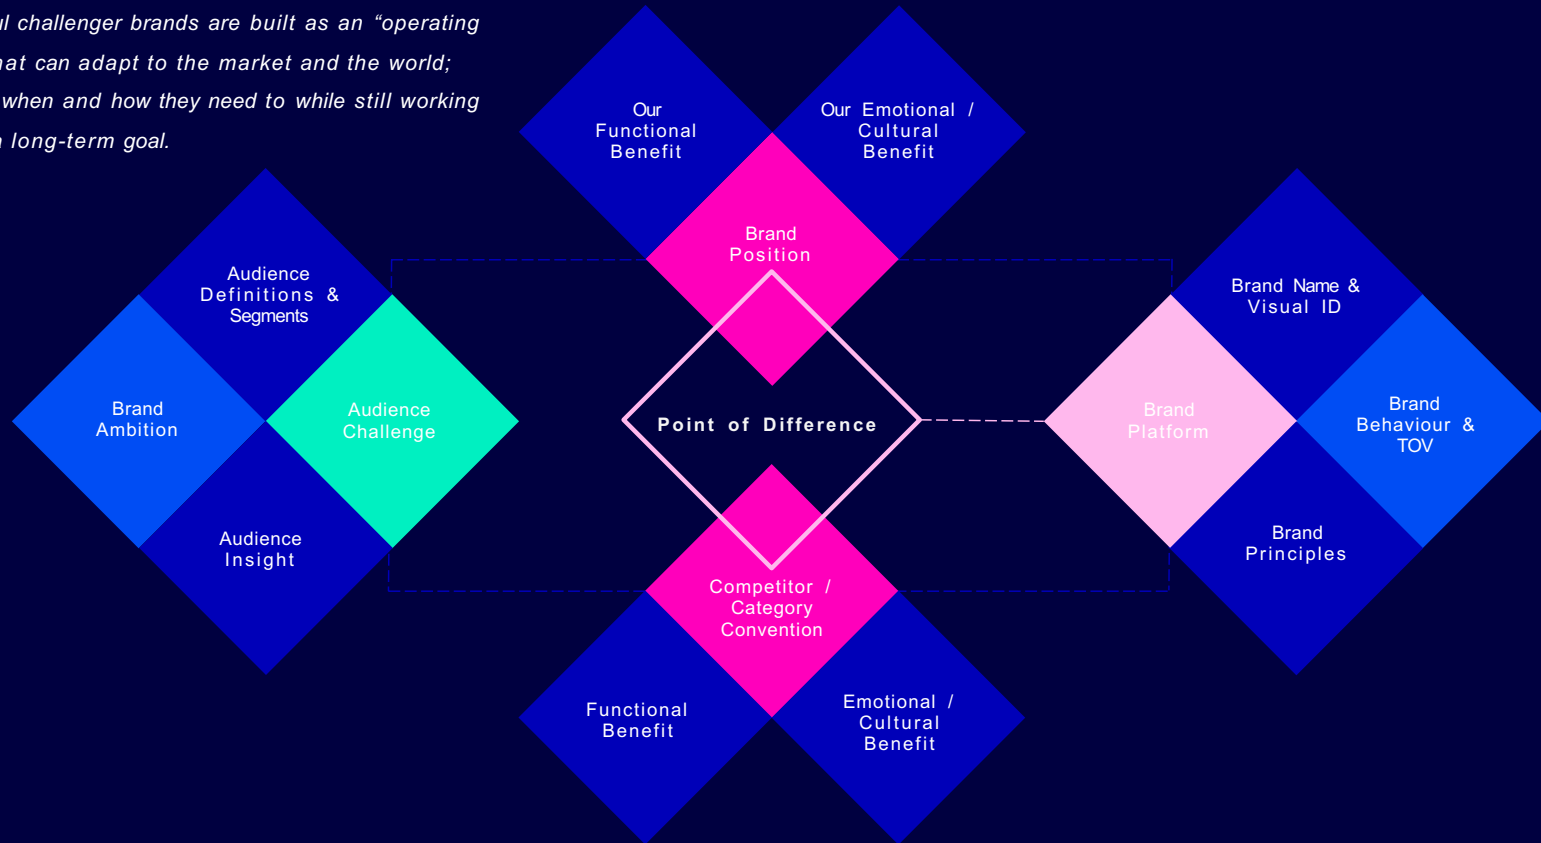 challenger brands are built as an “operating
can adapt to the market and the world;
when and how they need to while still working
long-term goal.
Our
Functional
Benefit
Our Emotional /
Cultural
Benefit
Brand
Position
Audience
Definitions &
Segments
Brand
Ambition
Audience
Challenge
Audience
Insight
Point of Difference
Brand Name &
Visual ID
Brand
Platform
Brand
Behaviour &
TOV
Brand
Principles
Competitor /
Category
Convention
Functional
Benefit
Emotional /
Cultural
Benefit